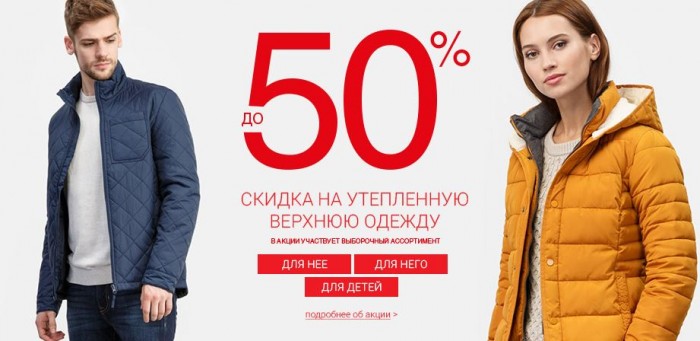 до 50%
СКИДКА НА УТЕПЛЕННУЮ
ВЕРХНЮЮ ОДЕЖДУ
В АКЦИИ УЧАСТВУЕТ ВЫБОРОЧНЫЙ АССОРТИМЕНТ
ДЛЯ НЕЕ ДЛЯ НЕГО
ДЛЯ ДЕТЕЙ
подробнее об акции >